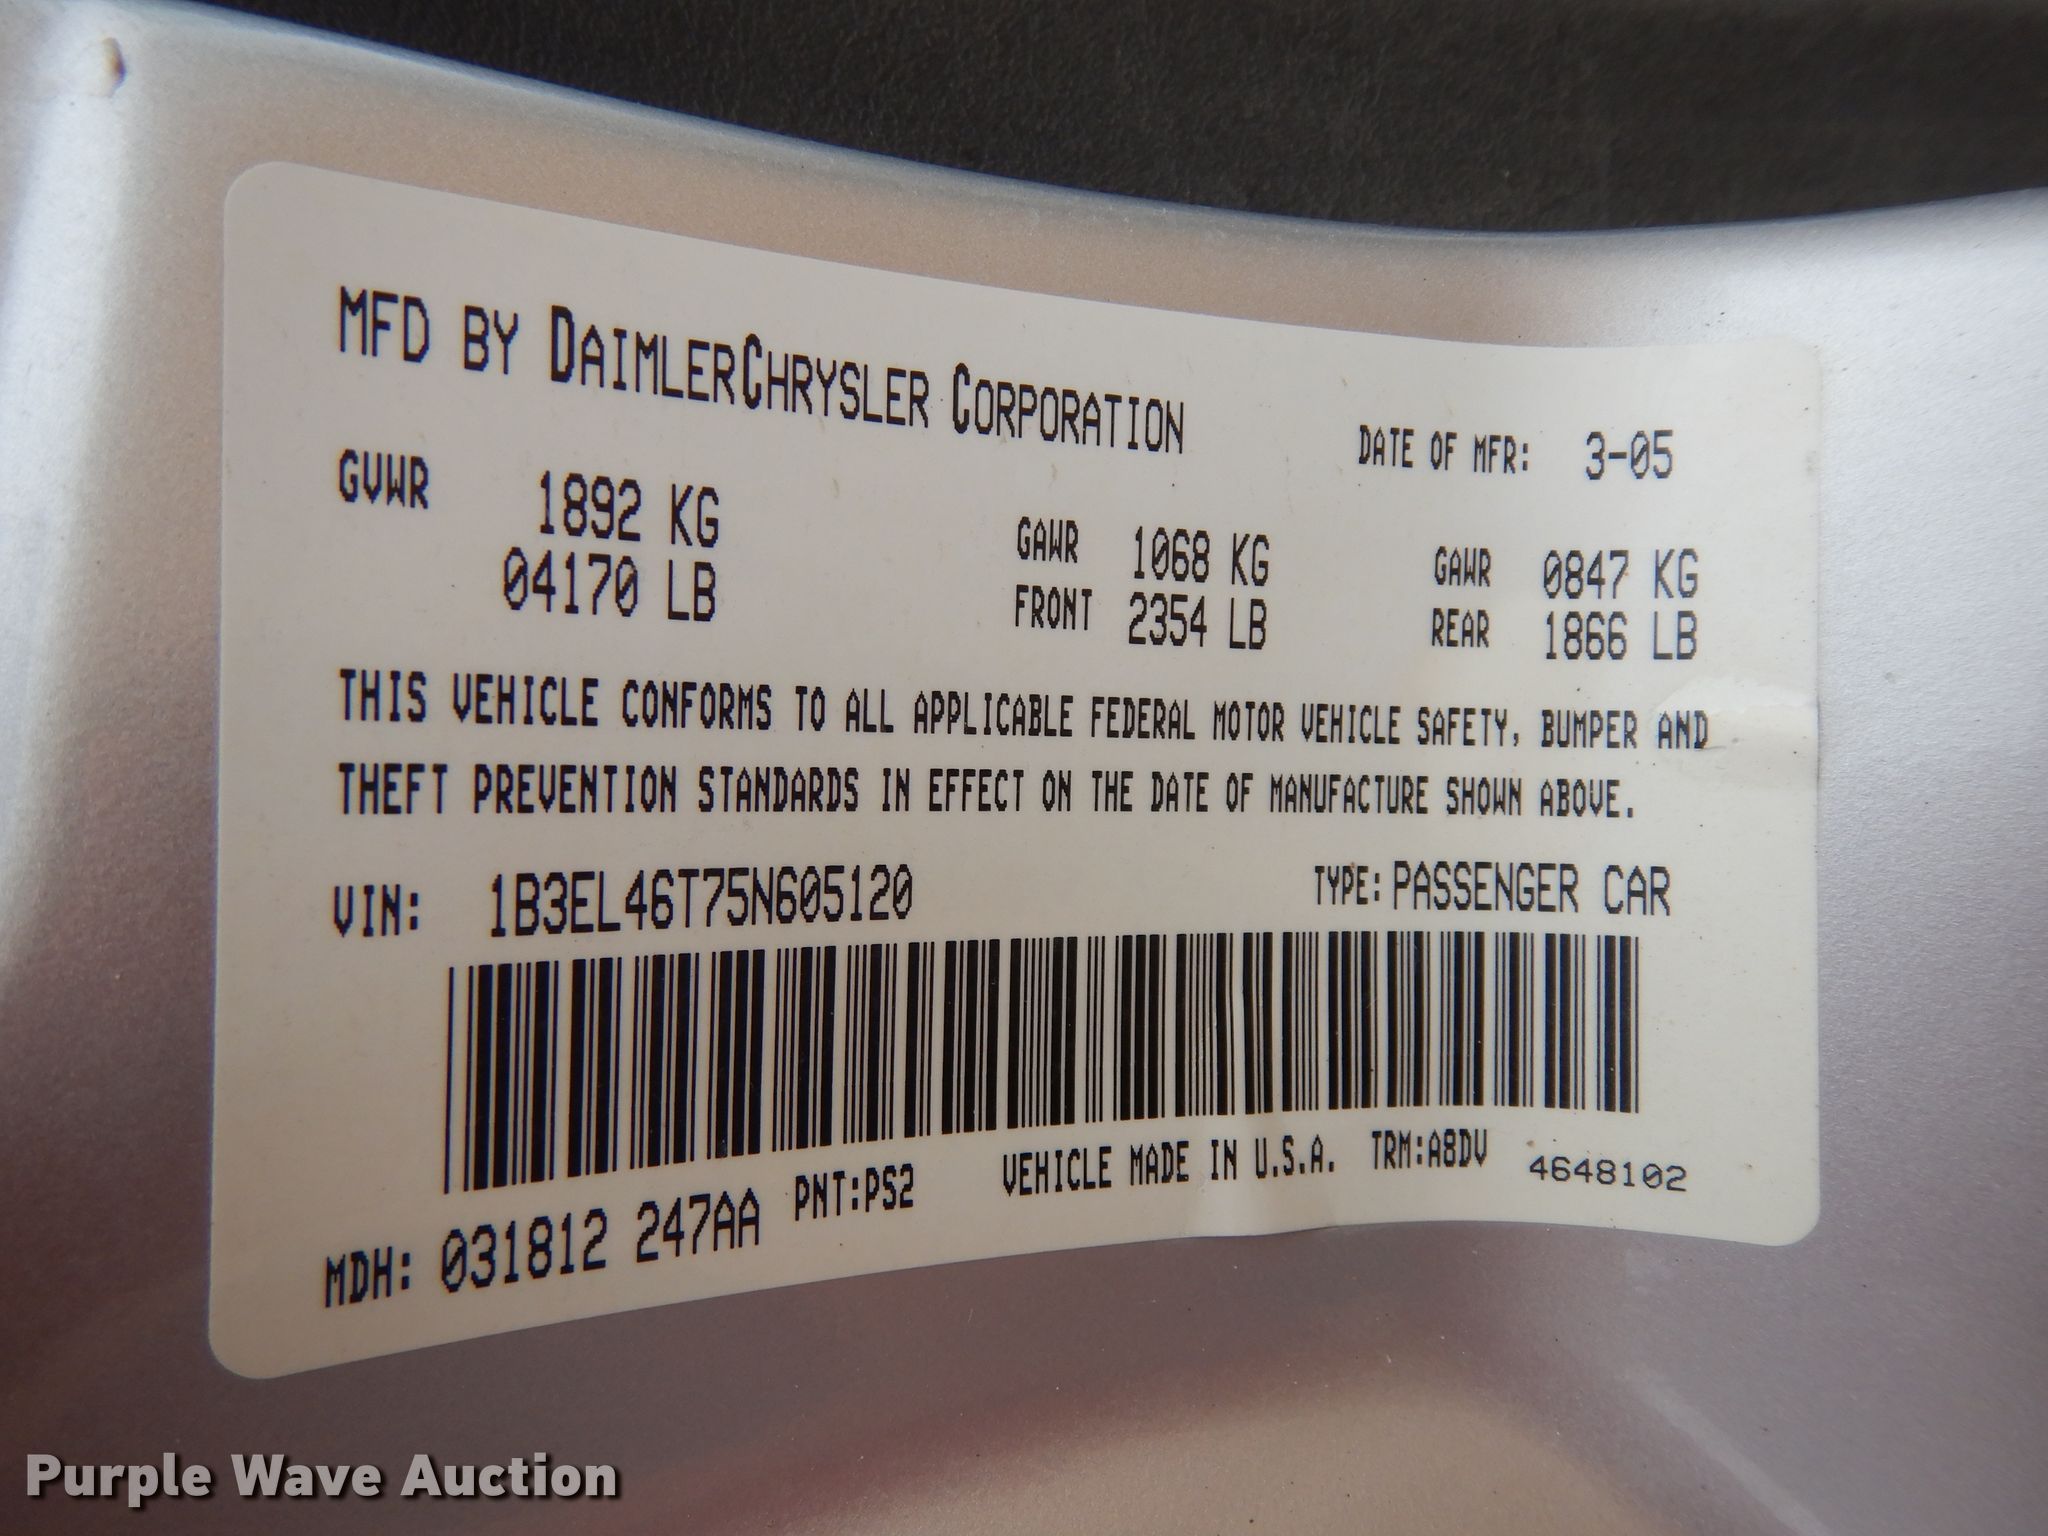 MFD BY DAIMLERCHRYSLER CORPORATION
DATE OF MFR: 3-05
GVWR 1892 KG
04170 LB
GAWR 1068 KG
FRONT 2354 LB
GAWR 0847 KG
REAR 1866 LB
THIS VEHICLE CONFORMS TO ALL APPLICABLE FEDERAL MOTOR VEHICLE SAFETY, BUMPER AND
THEFT PREVENTION STANDARDS IN EFFECT ON THE DATE OF MANUFACTURE SHOWN ABOVE.
VIN: 1B3EL46T75N605120
TYPE: PASSENGER CAR
MDH: 031812 247AA PNT:PS2 VEHICLE MADE IN U.S.A. TRM:A8DV 4648102
Purple Wave Auction